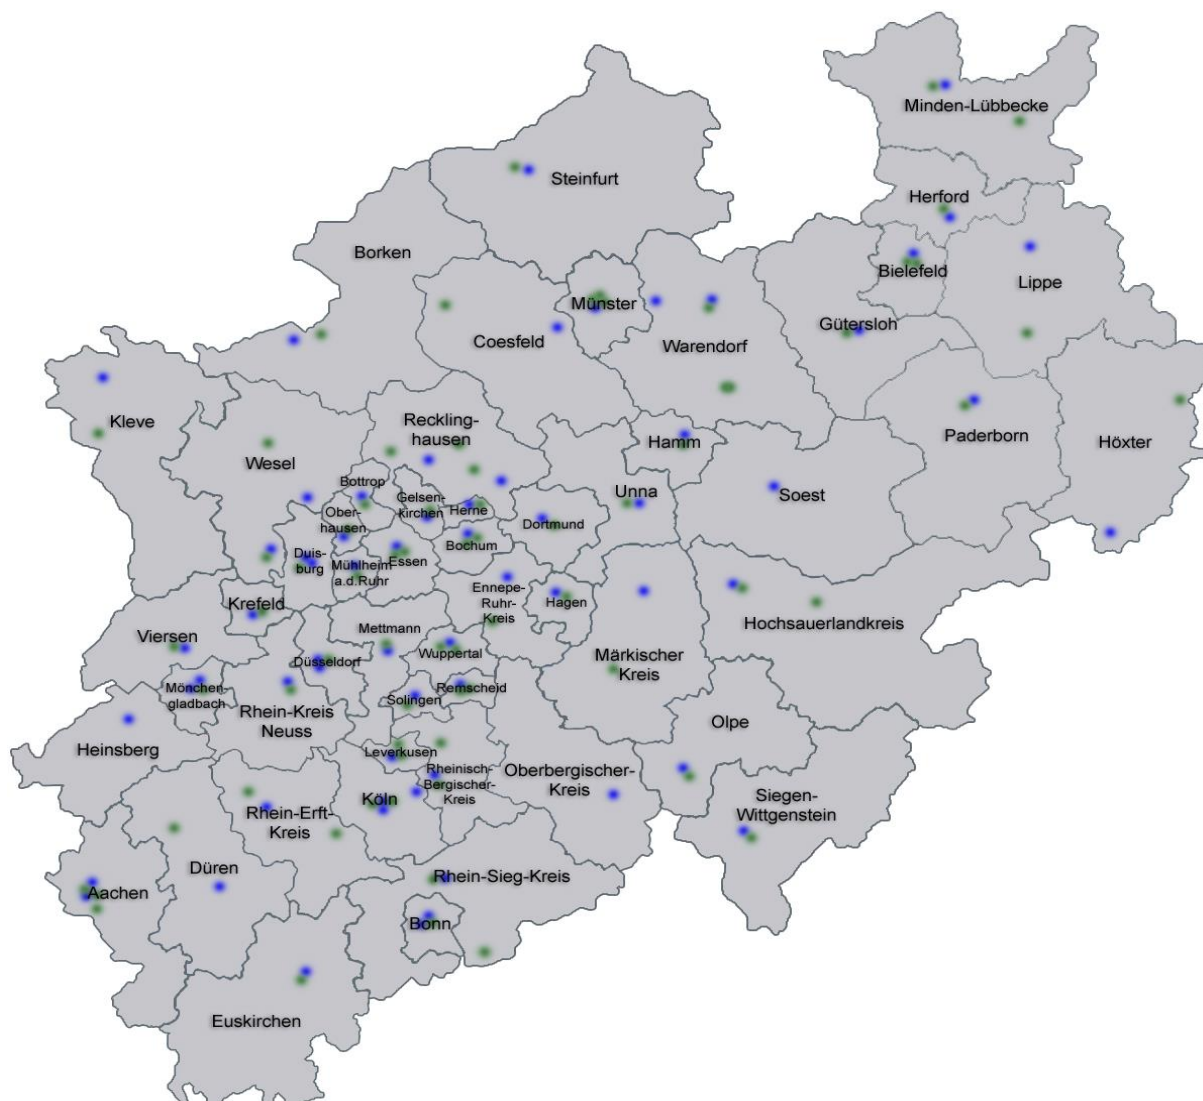 Minden-Lübbecke
Steinfurt
Herford
Borken
Bielefeld
Lippe
Münster
Gütersloh
Coesfeld
Warendorf
Kleve
Reckling-
hausen
Hamm
Paderborn
Höxter
Wesel
Bottrop
Gelsen-
kirchen
Herne
Unna
Soest
Ober-
hausen
Dortmund
Duis-
burg
Mühlheim
a.d.Ruhr
Essen
Bochum
Ennepe-
Ruhr-
Kreis
Hagen
Krefeld
Hochsauerlandkreis
Viersen
Mettmann
Wuppertal
Märkischer
Kreis
Düsseldorf
Mönchen-
gladbach
Solingen
Remscheid
Rhein-Kreis
Neuss
Olpe
Heinsberg
Leverkusen
Rheinisch-
Bergischer-
Kreis
Oberbergischer-
Kreis
Köln
Siegen-
Wittgenstein
Rhein-Erft-
Kreis
Düren
Rhein-Sieg-Kreis
Aachen
Bonn
Euskirchen